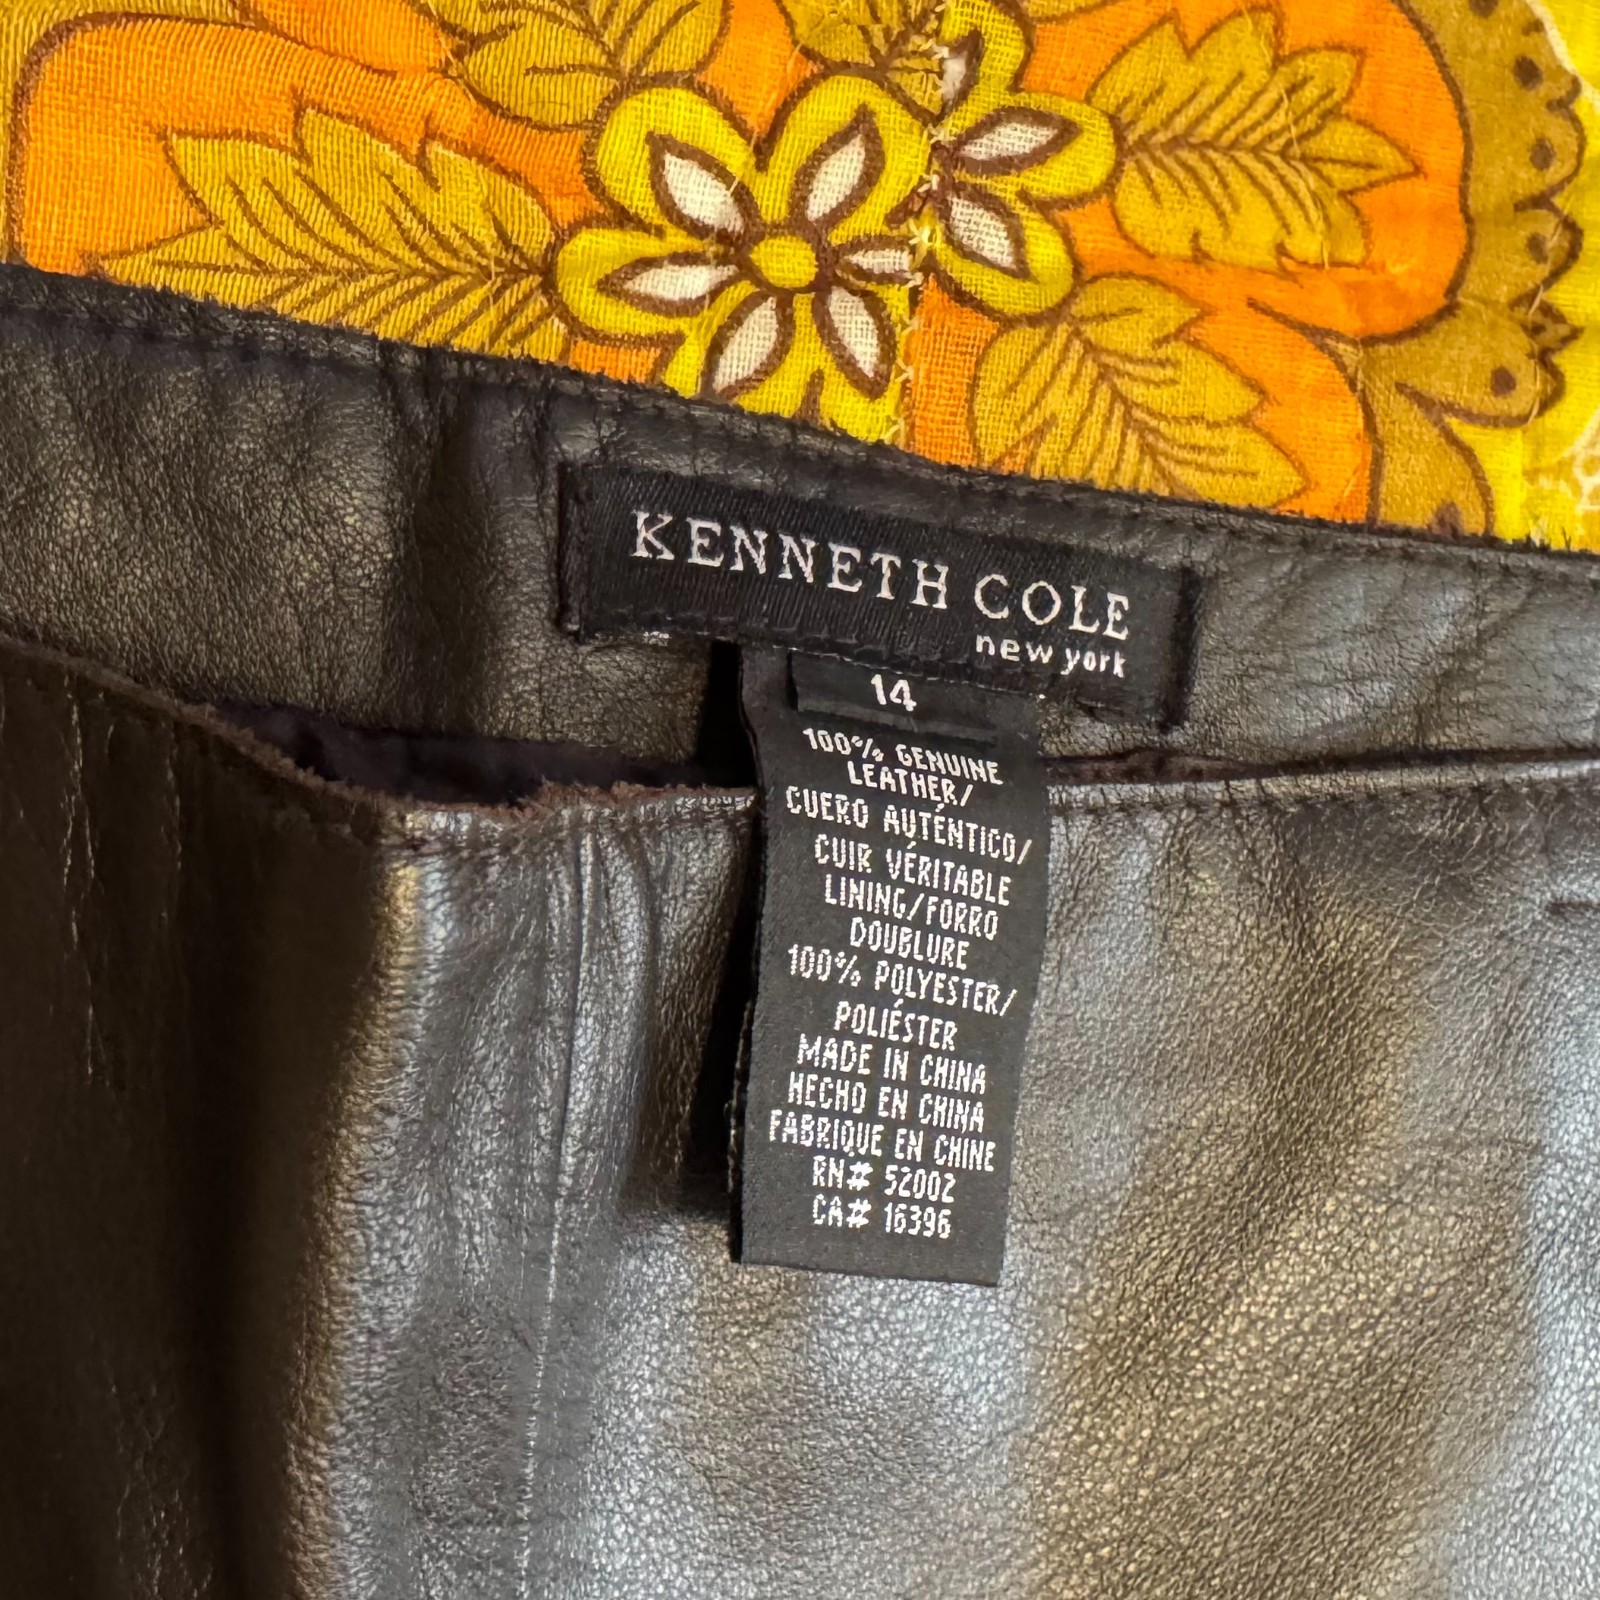 KENNETH COLE
new york
14
100% GENUINE
LEATHER/
CUERO AUTÉNTICO/
CUIR VÉRITABLE
LINING/FORRO
DOUBLURE
100% POLYESTER/
POLIÉSTER
MADE IN CHINA
HECHO EN CHINA
FABRIQUE EN CHINE
RN# 52002
CA# 16396